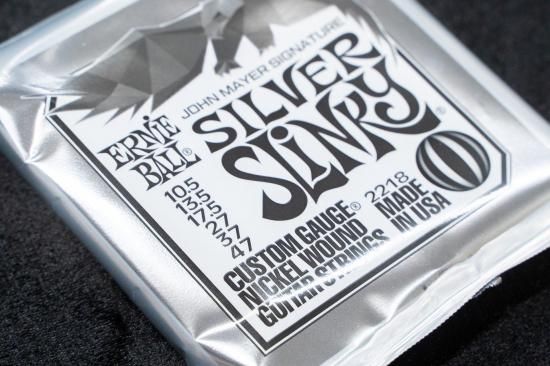 JOHN MAYER SIGNATURE
ERNIE
BALL®
SILVER
SLINKY
10.5
13.5
17.5
27
37
47
CUSTOM GAUGE®
NICKEL WOUND
GUITAR STRINGS
2218
MADE
IN USA